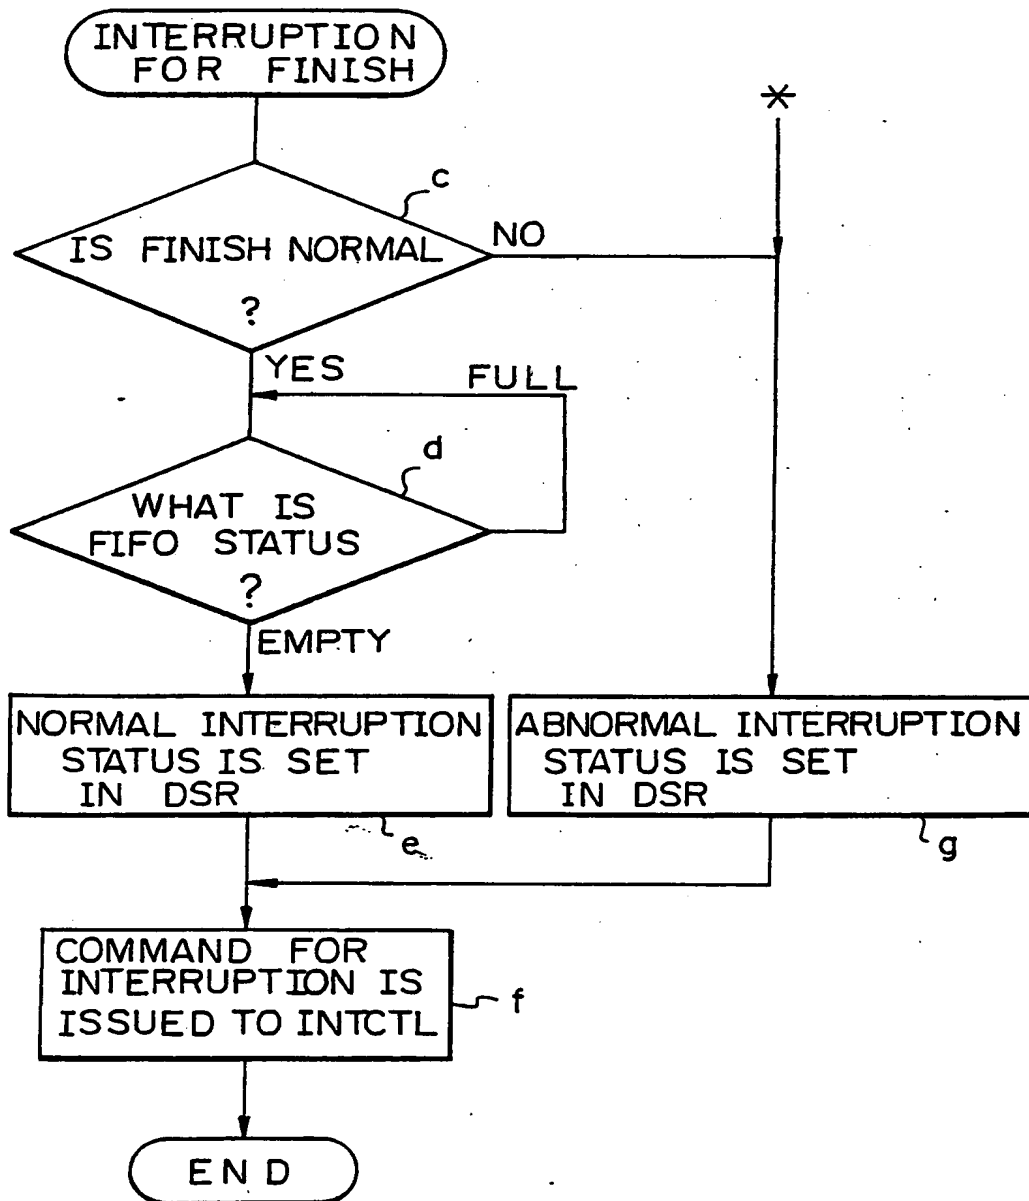 INTERRUPTION
FOR FINISH
*
c
IS FINISH NORMAL
?
NO
YES
FULL
d
WHAT IS
FIFO STATUS
?
EMPTY
NORMAL INTERRUPTION
STATUS IS SET
IN DSR
e
ABNORMAL INTERRUPTION
STATUS IS SET
IN DSR
g
COMMAND FOR
INTERRUPTION IS
ISSUED TO INTCTL
f
END